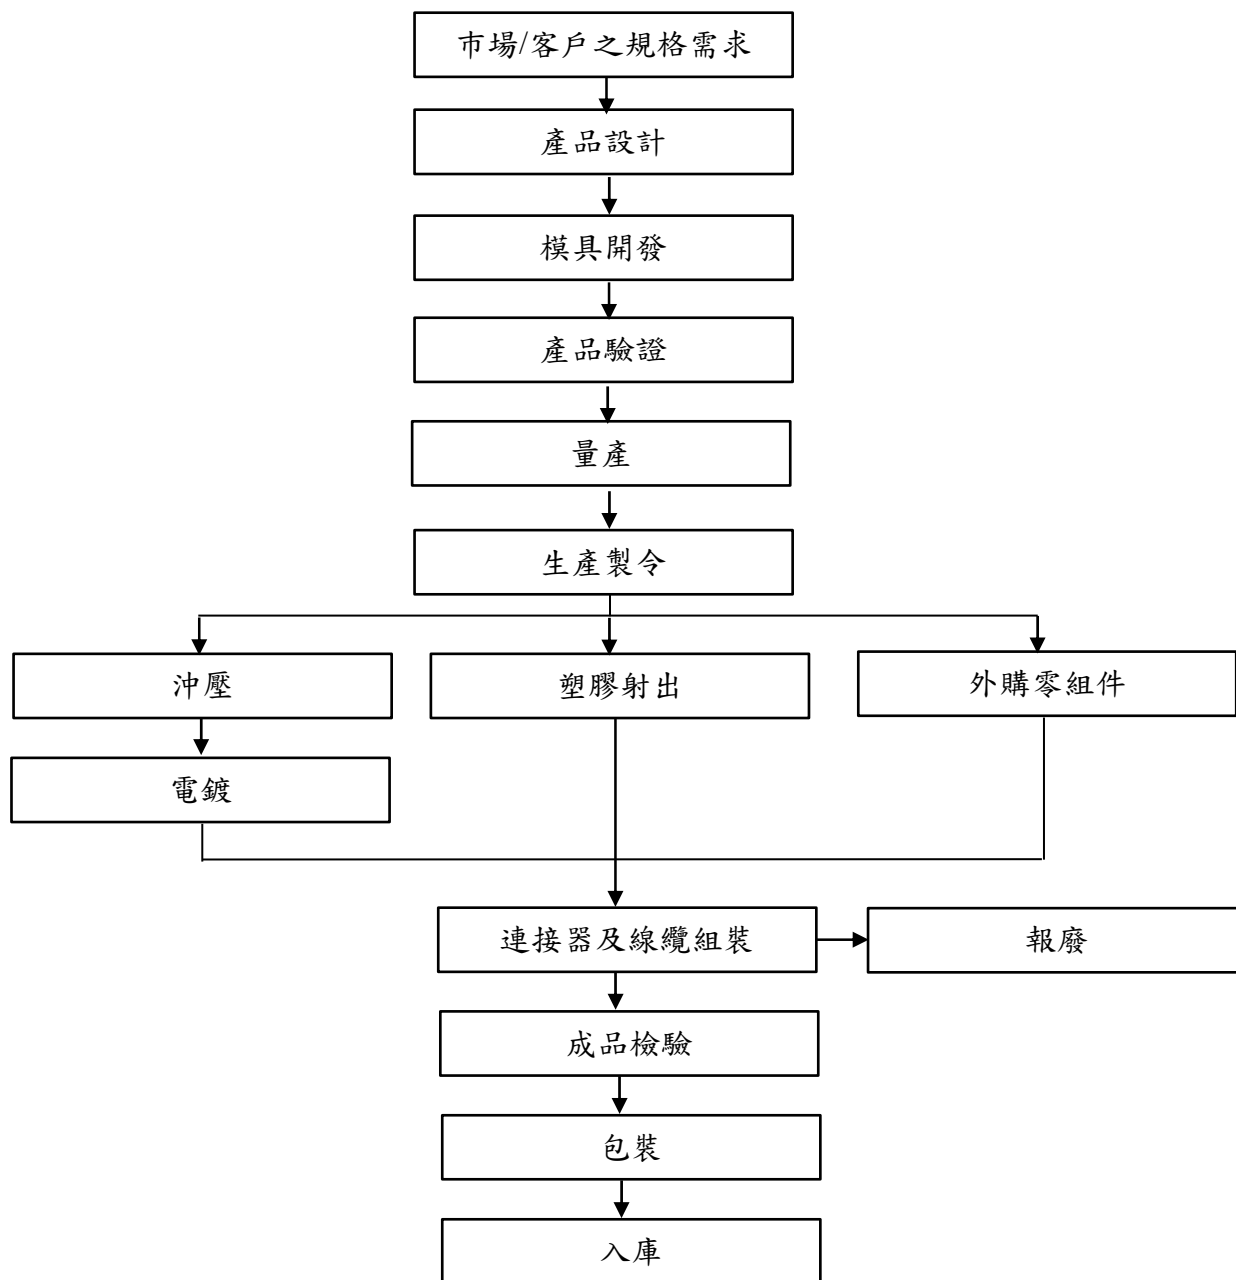 市場/客戶之規格需求
產品設計
模具開發
產品驗證
量產
生產製令
沖壓
塑膠射出
外購零組件
電鍍
連接器及線纜組裝
報廢
成品檢驗
包裝
入庫